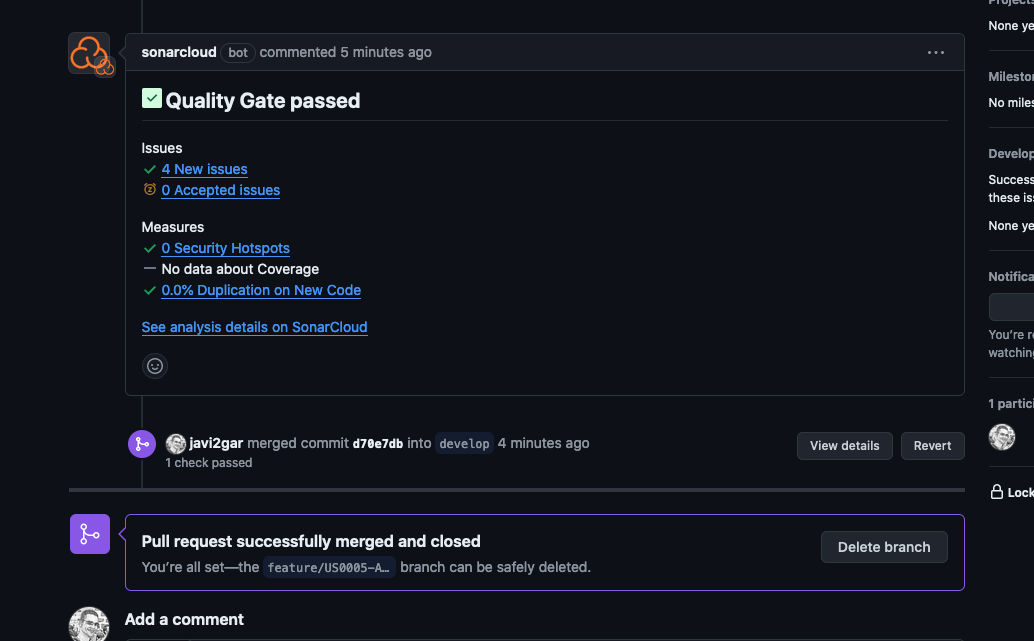 Projects
None ye
sonarcloud bot commented 5 minutes ago
Quality Gate passed
Milesto
No miles
Issues
4 New issues
0 Accepted issues
Develop
Success
these is
None ye
Measures
0 Security Hotspots
No data about Coverage
0.0% Duplication on New Code
Notifica
See analysis details on SonarCloud
You're r
watching
1 partici
javi2gar merged commit d70e7db into develop 4 minutes ago
1 check passed
View details
Revert
Lock
Pull request successfully merged and closed
You're all set—the feature/US0005-A… branch can be safely deleted.
Delete branch
Add a comment